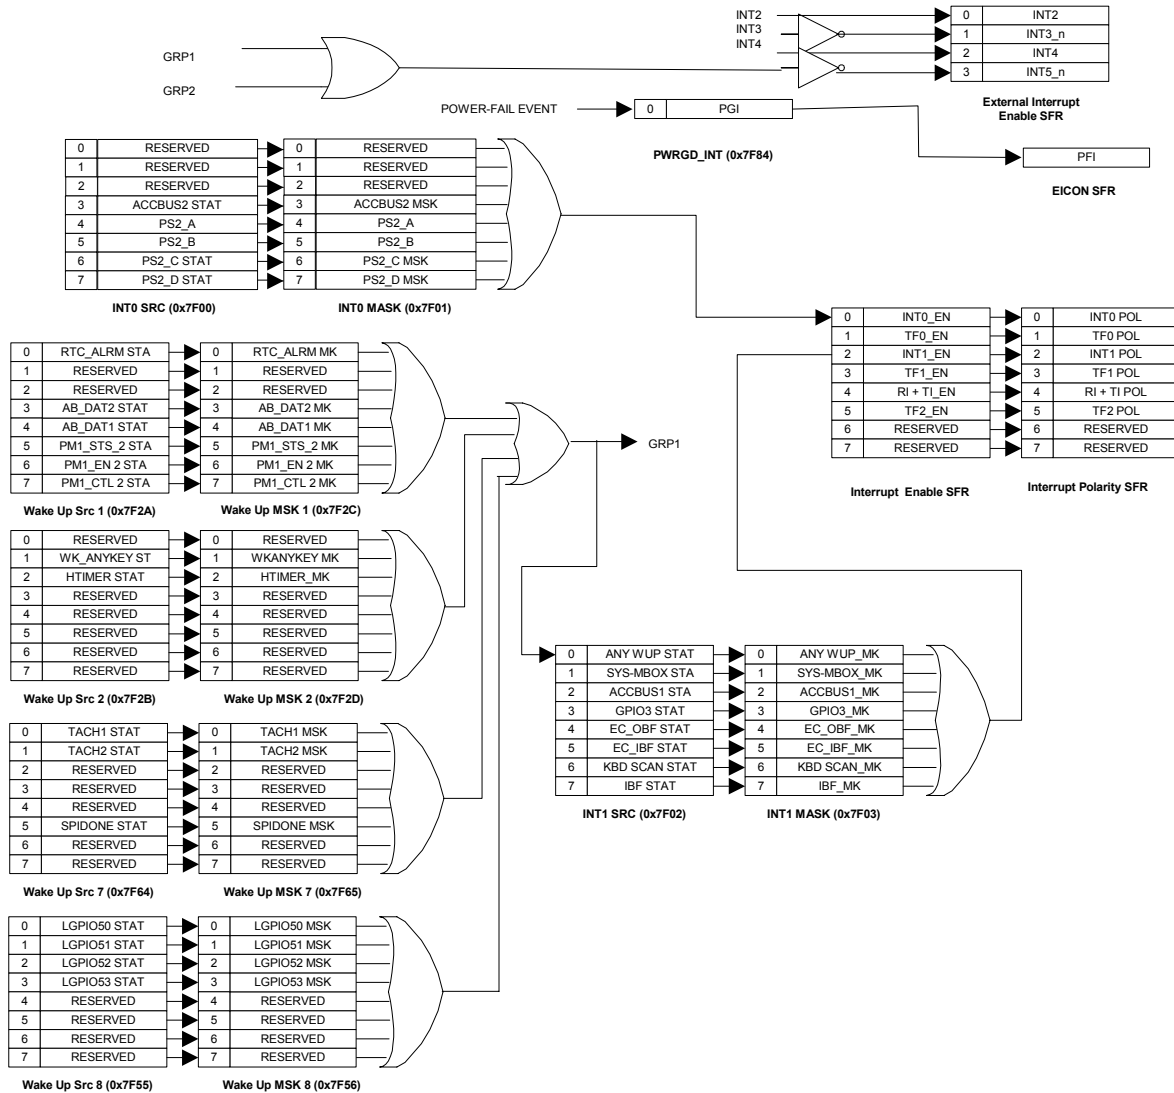 INT2
INT3
INT4
0 INT2
1 INT3_n
2 INT4
3 INT5_n
External Interrupt
Enable SFR
GRP1
GRP2
POWER-FAIL EVENT
0 PGI
PWRGD_INT (0x7F84)
PFI
EICON SFR
0 RESERVED 0 RESERVED
1 RESERVED 1 RESERVED
2 RESERVED 2 RESERVED
3 ACCBUS2 STAT 3 ACCBUS2 MSK
4 PS2_A 4 PS2_A
5 PS2_B 5 PS2_B
6 PS2_C STAT 6 PS2_C MSK
7 PS2_D STAT 7 PS2_D MSK
INT0 SRC (0x7F00) INT0 MASK (0x7F01)
0 INT0_EN 0 INT0 POL
1 TF0_EN 1 TF0 POL
2 INT1_EN 2 INT1 POL
3 TF1_EN 3 TF1 POL
4 RI + TI_EN 4 RI + TI POL
5 TF2_EN 5 TF2 POL
6 RESERVED 6 RESERVED
7 RESERVED 7 RESERVED
Interrupt Enable SFR Interrupt Polarity SFR
0 RTC_ALRM STA 0 RTC_ALRM MK
1 RESERVED 1 RESERVED
2 RESERVED 2 RESERVED
3 AB_DAT2 STAT 3 AB_DAT2 MK
4 AB_DAT1 STAT 4 AB_DAT1 MK
5 PM1_STS_2 STA 5 PM1_STS_2 MK
6 PM1_EN 2 STA 6 PM1_EN 2 MK
7 PM1_CTL 2 STA 7 PM1_CTL 2 MK
Wake Up Src 1 (0x7F2A) Wake Up MSK 1 (0x7F2C)
GRP1
0 RESERVED 0 RESERVED
1 WK_ANYKEY ST 1 WKANYKEY MK
2 HTIMER STAT 2 HTIMER_MK
3 RESERVED 3 RESERVED
4 RESERVED 4 RESERVED
5 RESERVED 5 RESERVED
6 RESERVED 6 RESERVED
7 RESERVED 7 RESERVED
Wake Up Src 2 (0x7F2B) Wake Up MSK 2 (0x7F2D)
0 ANY WUP STAT 0 ANY WUP_MK
1 SYS-MBOX STA 1 SYS-MBOX_MK
2 ACCBUS1 STA 2 ACCBUS1_MK
3 GPIO3 STAT 3 GPIO3_MK
4 EC_OBF STAT 4 EC_OBF_MK
5 EC_IBF STAT 5 EC_IBF_MK
6 KBD SCAN STAT 6 KBD SCAN_MK
7 IBF STAT 7 IBF_MK
INT1 SRC (0x7F02) INT1 MASK (0x7F03)
0 TACH1 STAT 0 TACH1 MSK
1 TACH2 STAT 1 TACH2 MSK
2 RESERVED 2 RESERVED
3 RESERVED 3 RESERVED
4 RESERVED 4 RESERVED
5 SPIDONE STAT 5 SPIDONE MSK
6 RESERVED 6 RESERVED
7 RESERVED 7 RESERVED
Wake Up Src 7 (0x7F64) Wake Up MSK 7 (0x7F65)
0 LGPIO50 STAT 0 LGPIO50 MSK
1 LGPIO51 STAT 1 LGPIO51 MSK
2 LGPIO52 STAT 2 LGPIO52 MSK
3 LGPIO53 STAT 3 LGPIO53 MSK
4 RESERVED 4 RESERVED
5 RESERVED 5 RESERVED
6 RESERVED 6 RESERVED
7 RESERVED 7 RESERVED
Wake Up Src 8 (0x7F55) Wake Up MSK 8 (0x7F56)